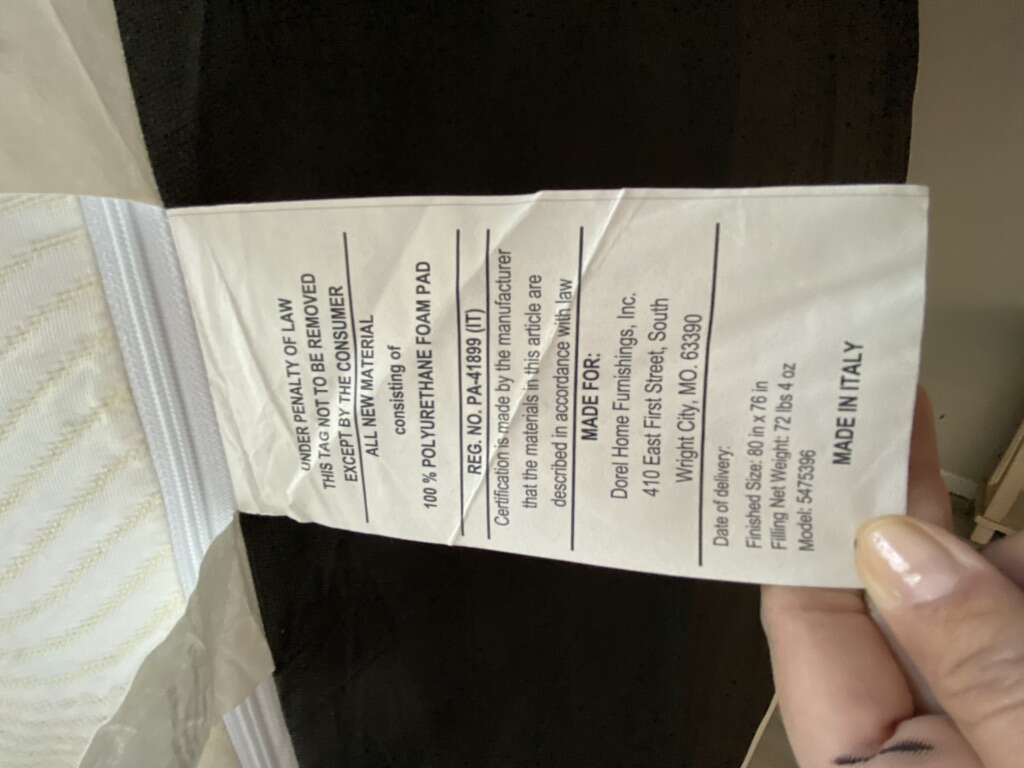 UNDER PENALTY OF LAW
THIS TAG NOT TO BE REMOVED
EXCEPT BY THE CONSUMER
ALL NEW MATERIAL
consisting of
100 % POLYURETHANE FOAM PAD
REG. NO. PA-41899 (IT)
Certification is made by the manufacturer
that the materials in this article are
described in accordance with law
MADE FOR:
Dorel Home Furnishings, Inc.
410 East First Street, South
Wright City, MO. 63390
Date of delivery:
Finished Size: 80 in x 76 in
Filling Net Weight: 72 lbs 4 oz
Model: 5475396
MADE IN ITALY